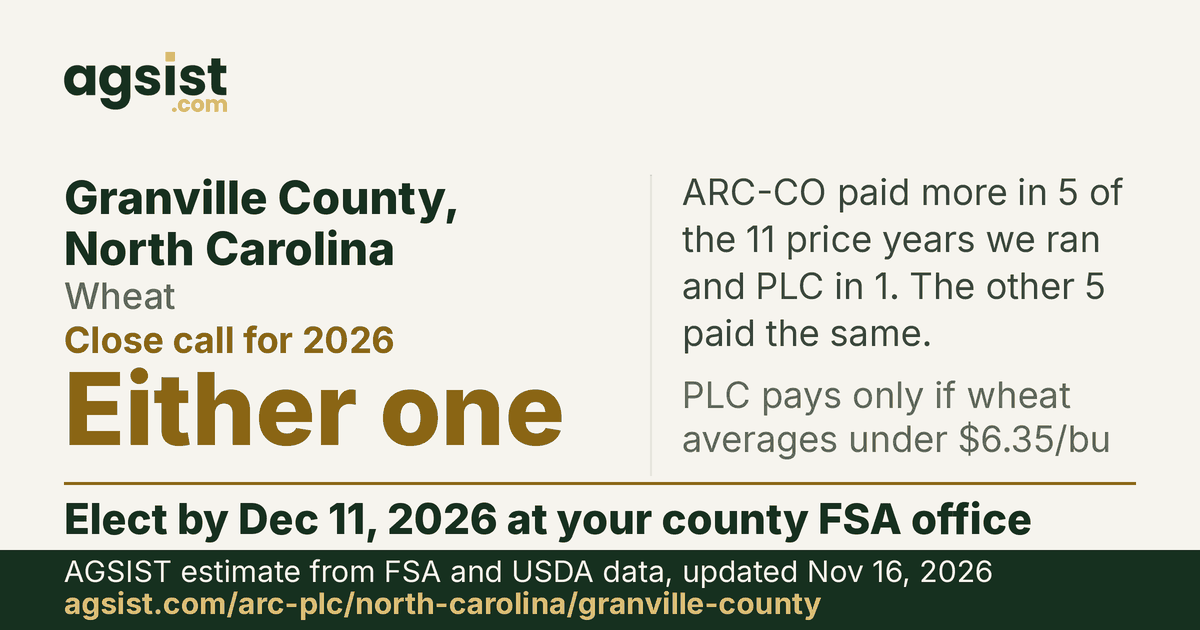 agsist
.com
Granville County,
North Carolina
Wheat
Close call for 2026
Either one
ARC-CO paid more in 5 of
the 11 price years we ran
and PLC in 1. The other 5
paid the same.
PLC pays only if wheat
averages under $6.35/bu
Elect by Dec 11, 2026 at your county FSA office
AGSIST estimate from FSA and USDA data, updated Nov 16, 2026
agsist.com/arc-plc/north-carolina/granville-county